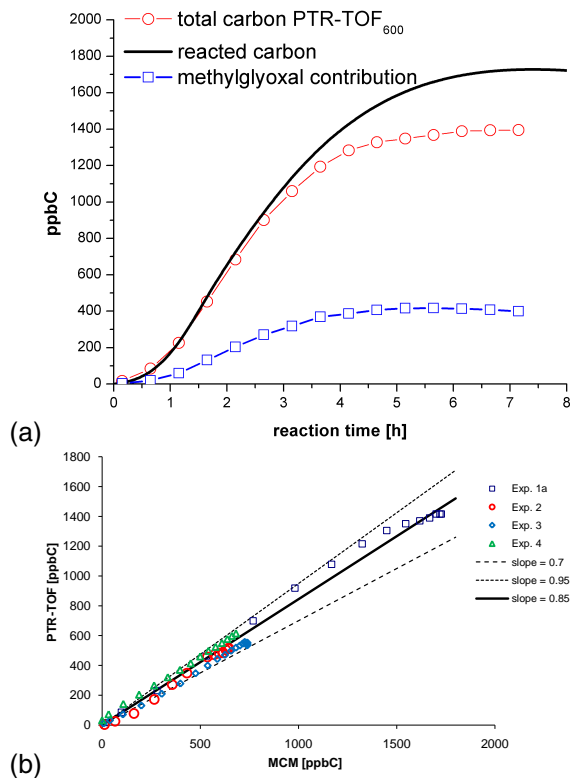 total carbon PTR-TOF600
reacted carbon
methylglyoxal contribution
ppbC
2000
1800
1600
1400
1200
1000
800
600
400
200
0
0 1 2 3 4 5 6 7 8
reaction time [h]
(a)
PTR-TOF [ppbC]
1800
1600
1400
1200
1000
800
600
400
200
0
0 500 1000 1500 2000
MCM [ppbC]
Exp. 1a
Exp. 2
Exp. 3
Exp. 4
slope = 0.7
slope = 0.95
slope = 0.85
(b)